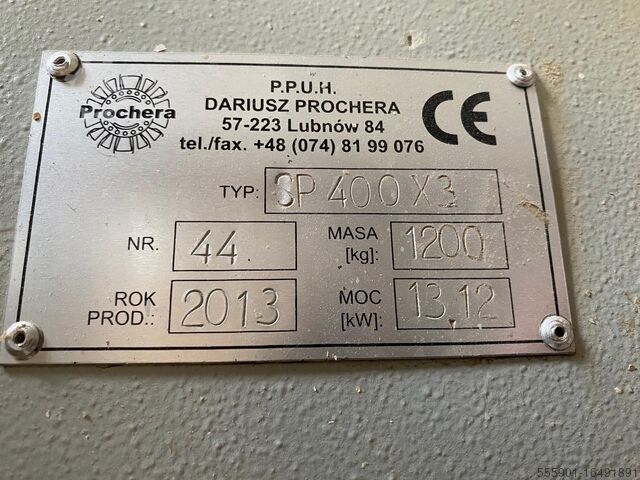 P.P.U.H.
DARIUSZ PROCHERA
57-223 Lubnów 84
tel./fax. +48 (074) 81 99 076
Prochera
CE
TYP: SP 400 X3
NR. 44
MASA [kg]: 1200
ROK PROD.: 2013
MOC [kW]: 13.12
555901-16491891